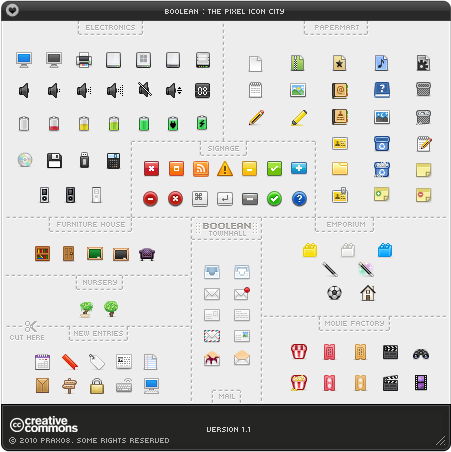 BOOLEAN : THE PIXEL ICON CITY
ELECTRONICS
PAPERMART
SIGNAGE
FURNITURE HOUSE
BOOLEAN
TOWNHALL
EMPORIUM
NURSERY
CUT HERE
NEW ENTRIES
MOVIE FACTORY
MAIL
cc creative
commons
VERSION 1.1
© 2010 PRAX08. SOME RIGHTS RESERVED